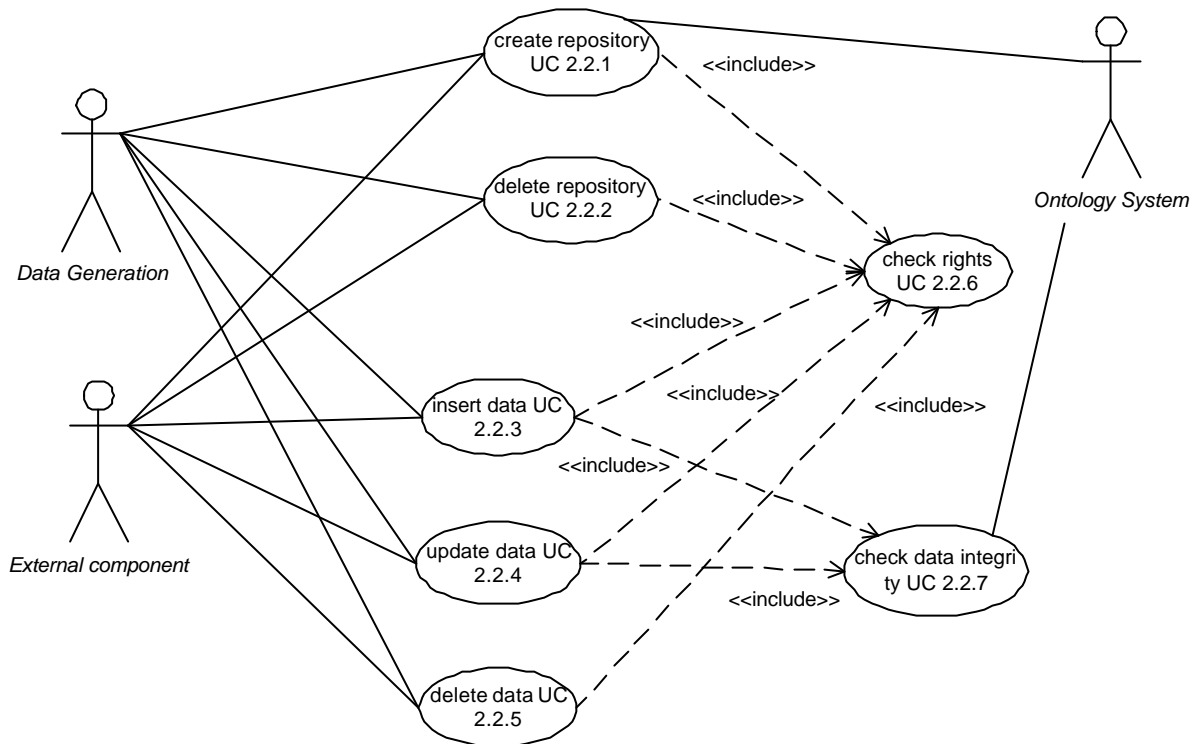 create repository
UC 2.2.1
<<include>>
delete repository
UC 2.2.2
<<include>>
Ontology System
Data Generation
check rights
UC 2.2.6
<<include>>
insert data UC
2.2.3
<<include>>
<<include>>
<<include>>
External component
update data UC
2.2.4
check data integri
ty UC 2.2.7
<<include>>
delete data UC
2.2.5